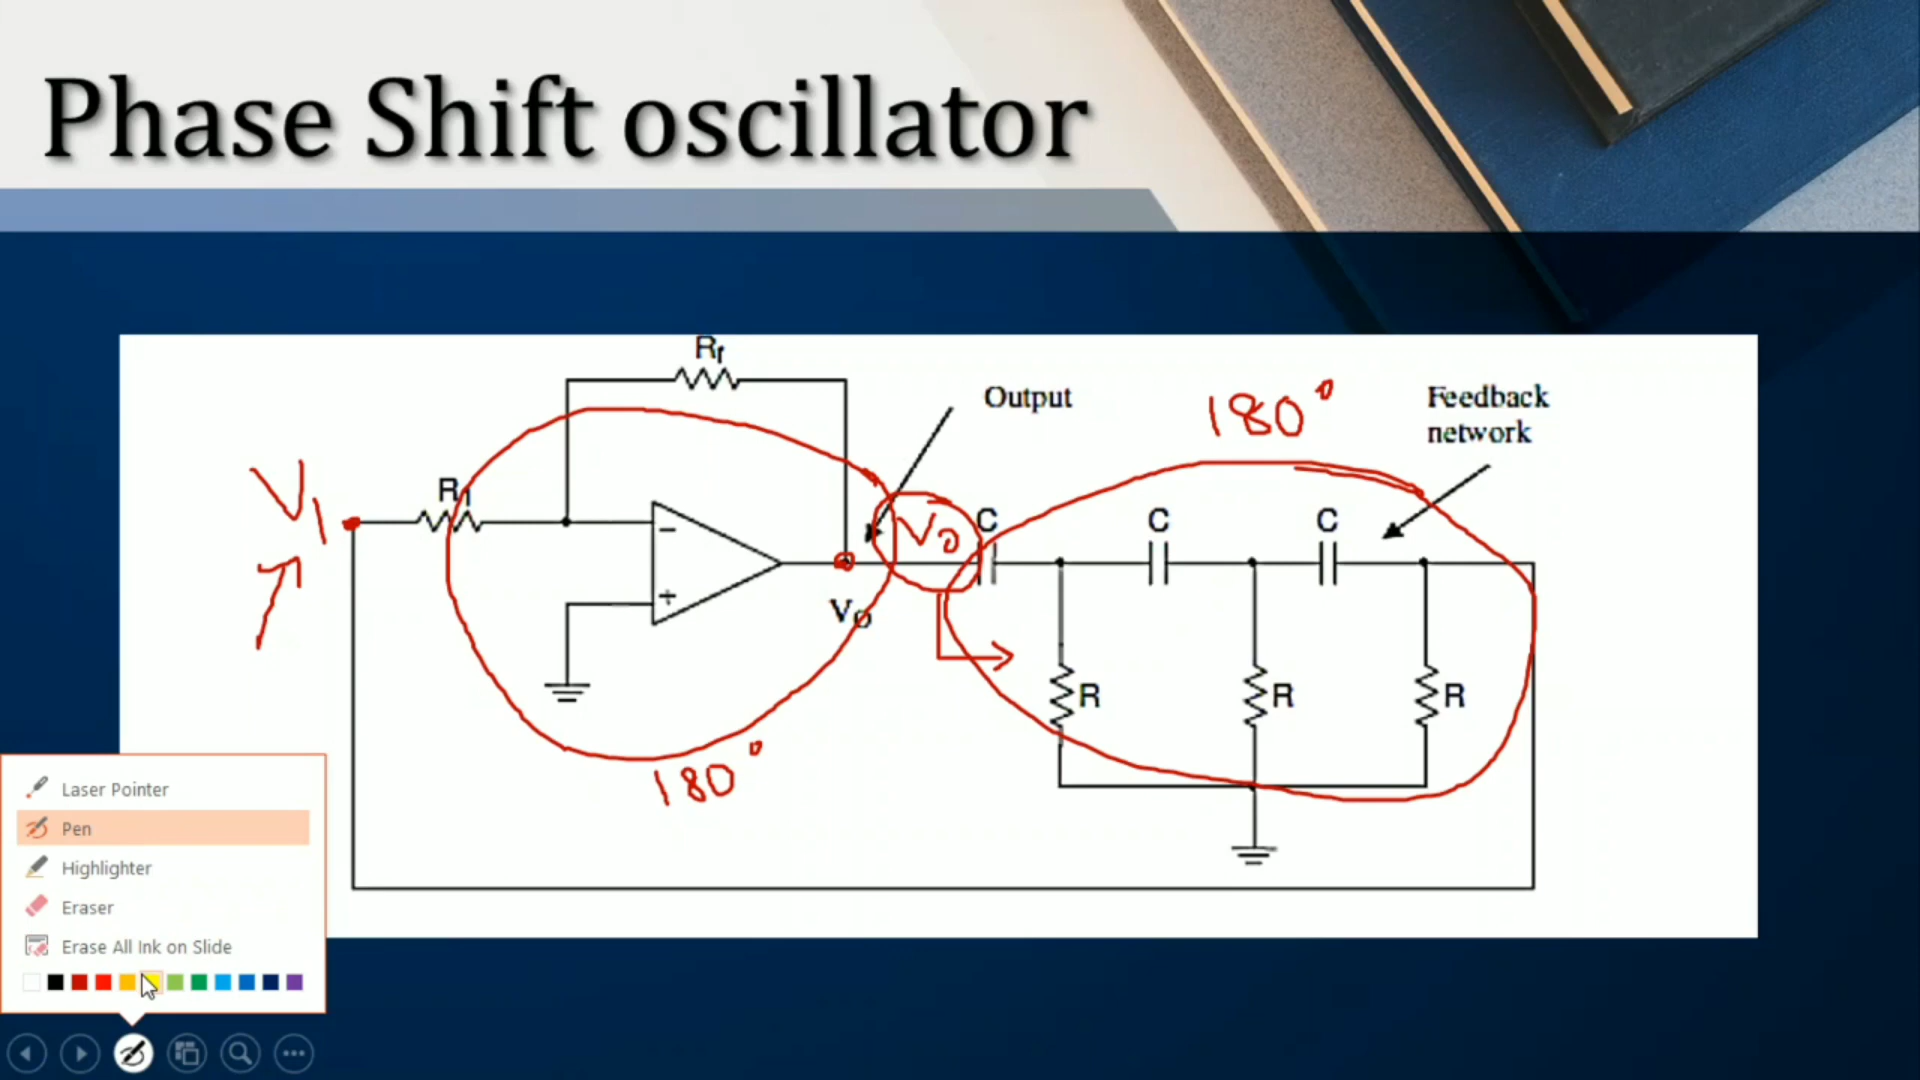 Phase Shift oscillator
Rf
Output
180°
Feedback
network
V1
R1
−
+
VO
C
C
C
VO
R
R
R
180°
Laser Pointer
Pen
Highlighter
Eraser
Erase All Ink on Slide